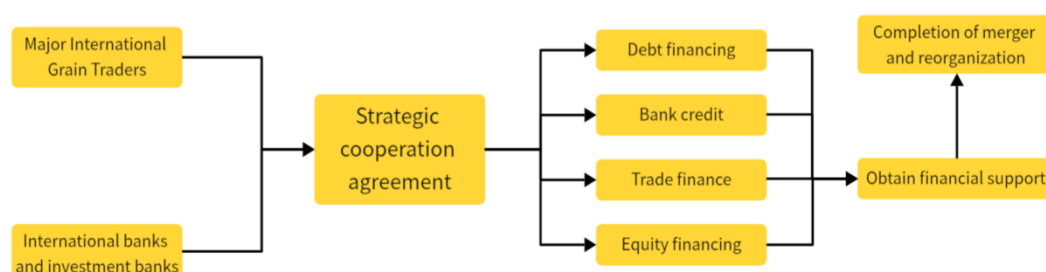 Major International
Grain Traders
International banks
and investment banks
Strategic
cooperation
agreement
Debt financing
Bank credit
Trade finance
Equity financing
Completion of merger
and reorganization
Obtain financial support